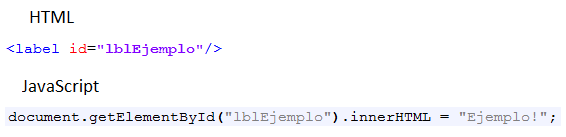 HTML
<label id="lblEjemplo"/>
JavaScript
document.getElementById("lblEjemplo").innerHTML = "Ejemplo!";